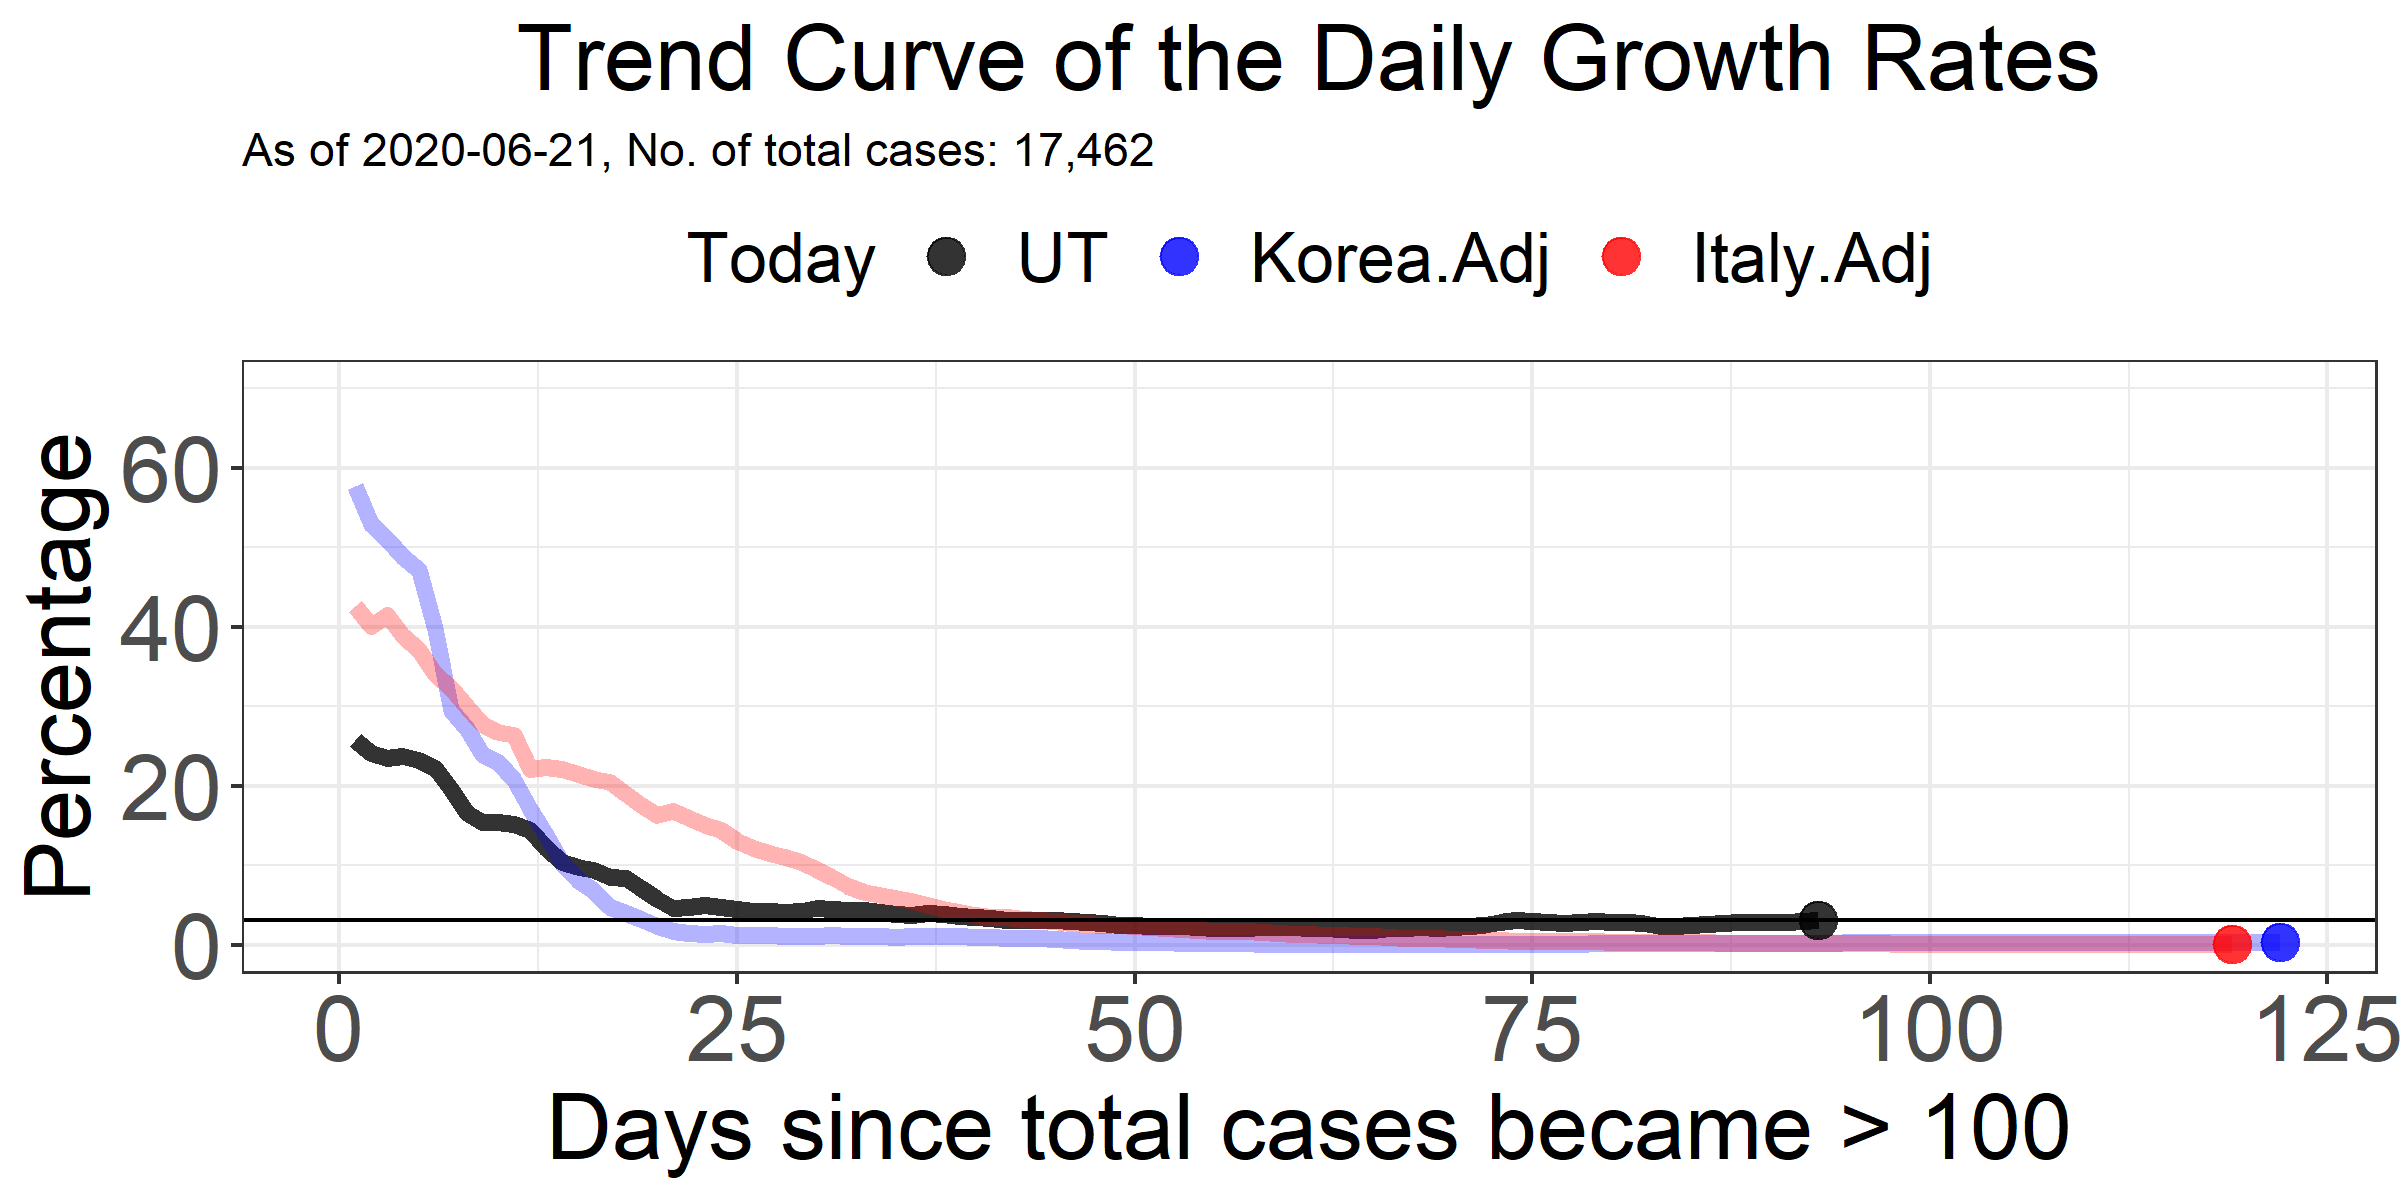 Trend Curve of the Daily Growth Rates
As of 2020-06-21, No. of total cases: 17,462
Today UT Korea.Adj Italy.Adj
Percentage
60
40
20
0
0 25 50 75 100 125
Days since total cases became > 100